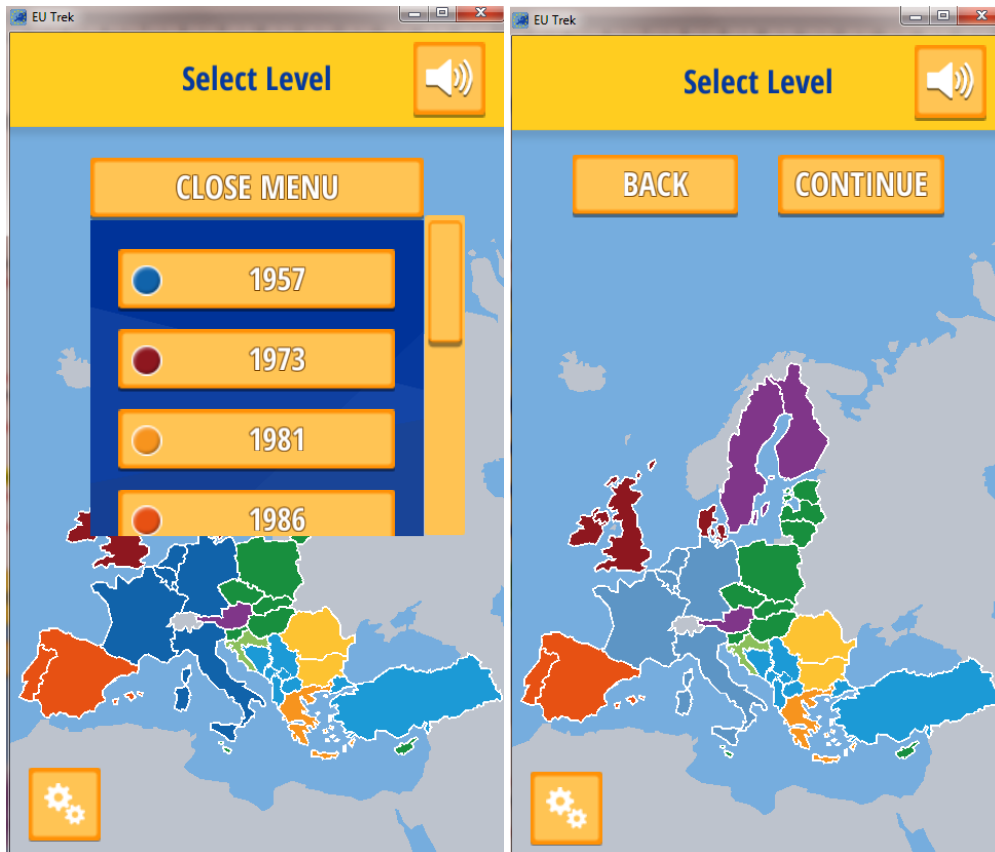 EU Trek
Select Level
CLOSE MENU
1957
1973
1981
1986
EU Trek
Select Level
BACK
CONTINUE